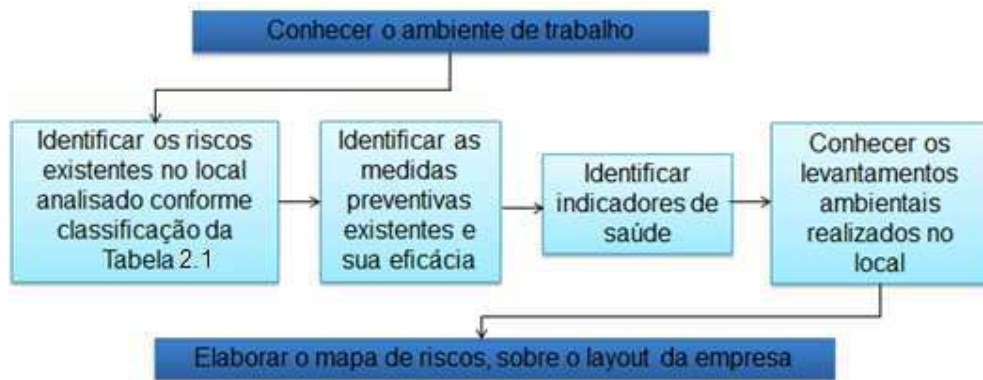 Conhecer o ambiente de trabalho
Identificar os riscos
existentes no local
analisado conforme
classificação da
Tabela 2.1
Identificar as
medidas
preventivas
existentes e
sua eficácia
Identificar
indicadores de
saúde
Conhecer os
levantamentos
ambientais
realizados no
local
Elaborar o mapa de riscos, sobre o layout da empresa